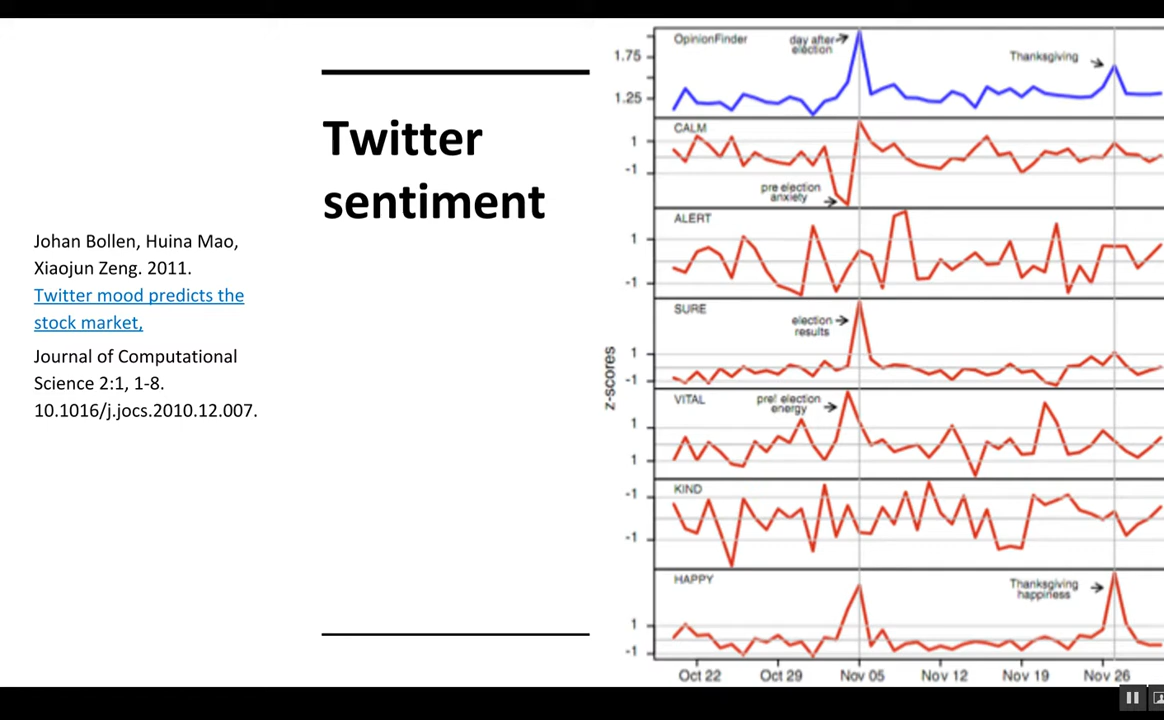 Twitter
sentiment
Johan Bollen, Huina Mao,
Xiaojun Zeng. 2011.
Twitter mood predicts the
stock market,
Journal of Computational
Science 2:1, 1-8.
10.1016/j.jocs.2010.12.007.
z-scores
OpinionFinder
day after
election
Thanksgiving
1.75
1.25
CALM
1
-1
pre election
anxiety
ALERT
1
-1
SURE
election
results
1
-1
VITAL
pre! election
energy
1
1
KIND
-1
-1
HAPPY
Thanksgiving
happiness
1
-1
Oct 22 Oct 29 Nov 05 Nov 12 Nov 19 Nov 26